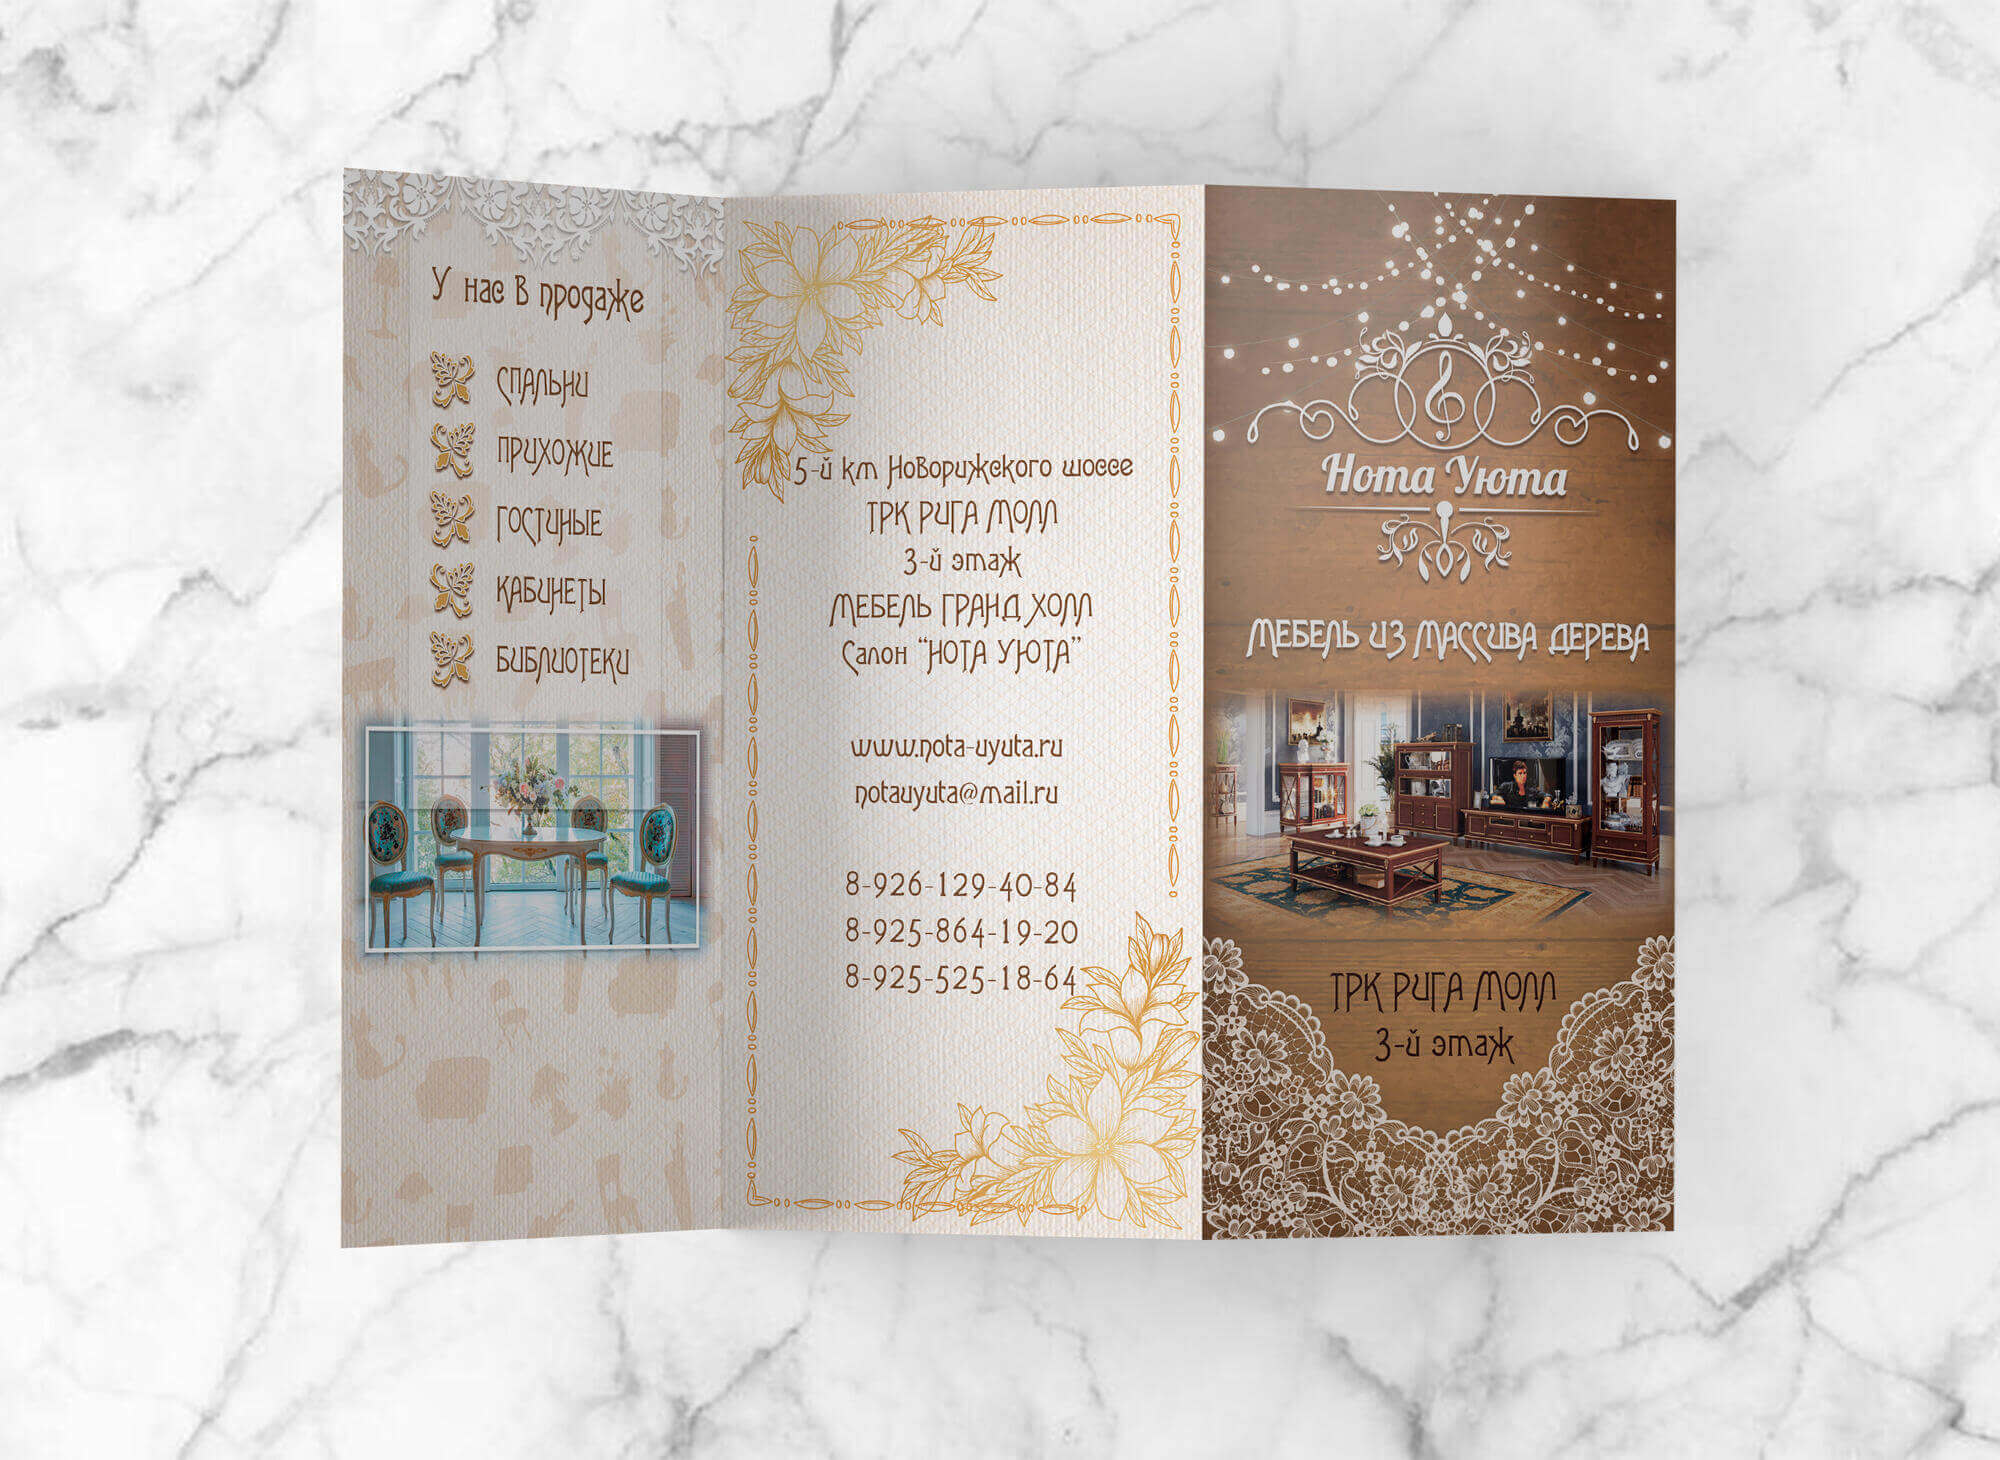 У нас в продаже
СПАЛЬНИ
ПРИХОЖИЕ
ГОСТИНЫЕ
КАБИНЕТЫ
БИБЛИОТЕКИ
5-й км Новорижского шоссе
ТРК РИГА МОЛЛ
3-й этаж
МЕБЕЛЬ ГРАНД ХОЛЛ
Салон "НОТА УЮТА"
www.nota-uyuta.ru
notauyuta@mail.ru
8-926-129-40-84
8-925-864-19-20
8-925-525-18-64
Нота Уюта
МЕБЕЛЬ ИЗ МАССИВА ДЕРЕВА
ТРК РИГА МОЛЛ
3-й этаж